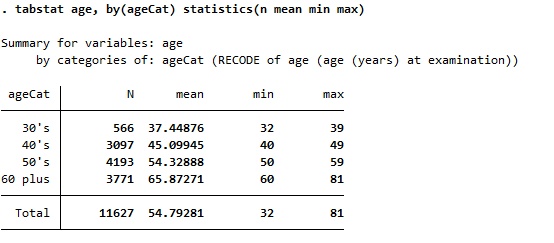 . tabstat age, by(ageCat) statistics(n mean min max)
Summary for variables: age
by categories of: ageCat (RECODE of age (age (years) at examination))
ageCat N mean min max
30's 566 37.44876 32 39
40's 3097 45.09945 40 49
50's 4193 54.32888 50 59
60 plus 3771 65.87271 60 81
Total 11627 54.79281 32 81